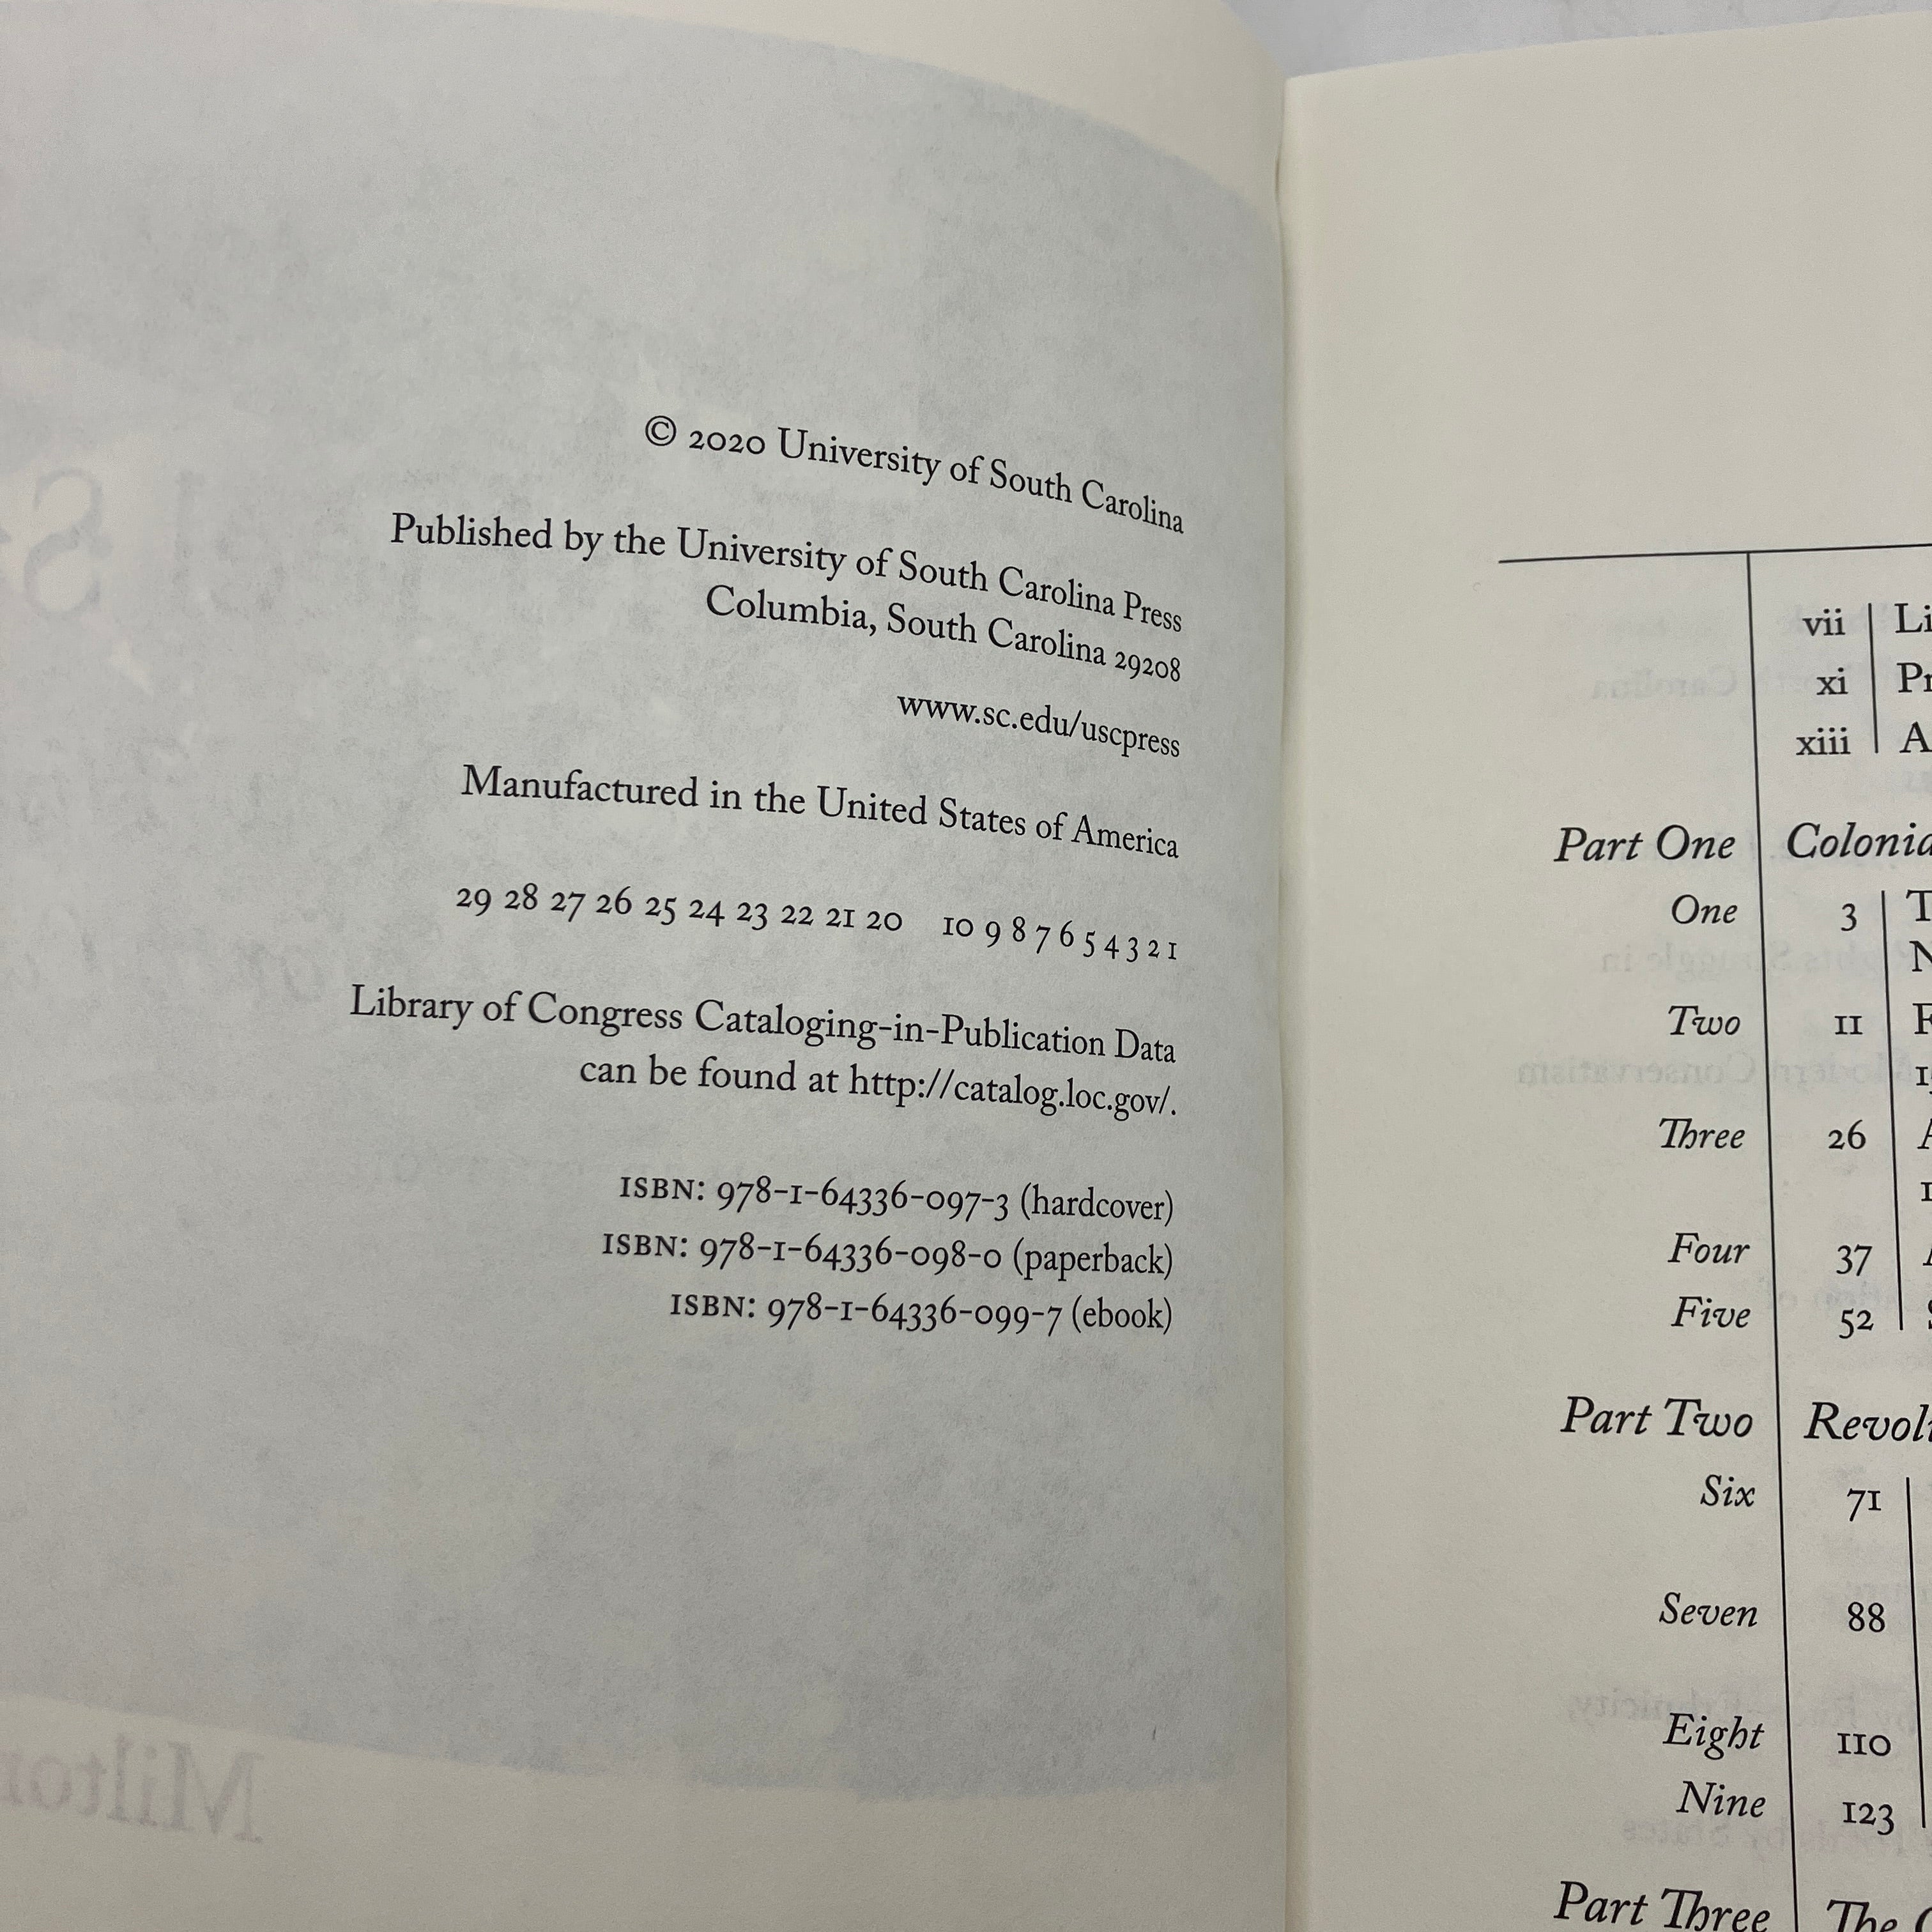 © 2020 University of South Carolina
Published by the University of South Carolina Press
Columbia, South Carolina 29208
www.sc.edu/uscpress
Manufactured in the United States of America
29 28 27 26 25 24 23 22 21 20 10 9 8 7 6 5 4 3 2 1
Library of Congress Cataloging-in-Publication Data
can be found at http://catalog.loc.gov/.
ISBN: 978-1-64336-097-3 (hardcover)
ISBN: 978-1-64336-098-0 (paperback)
ISBN: 978-1-64336-099-7 (ebook)
vii
xi
xiii
Part One
One 3
Two 11
Three 26
Four 37
Five 52
Part Two
Six 71
Seven 88
Eight 110
Nine 123
Part Three The